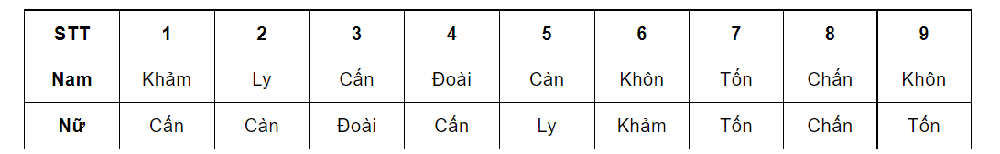 STT 1 2 3 4 5 6 7 8 9
Nam Khảm Ly Cấn Đoài Càn Khôn Tốn Chấn Khôn
Nữ Cấn Càn Đoài Cấn Ly Khảm Tốn Chấn Tốn